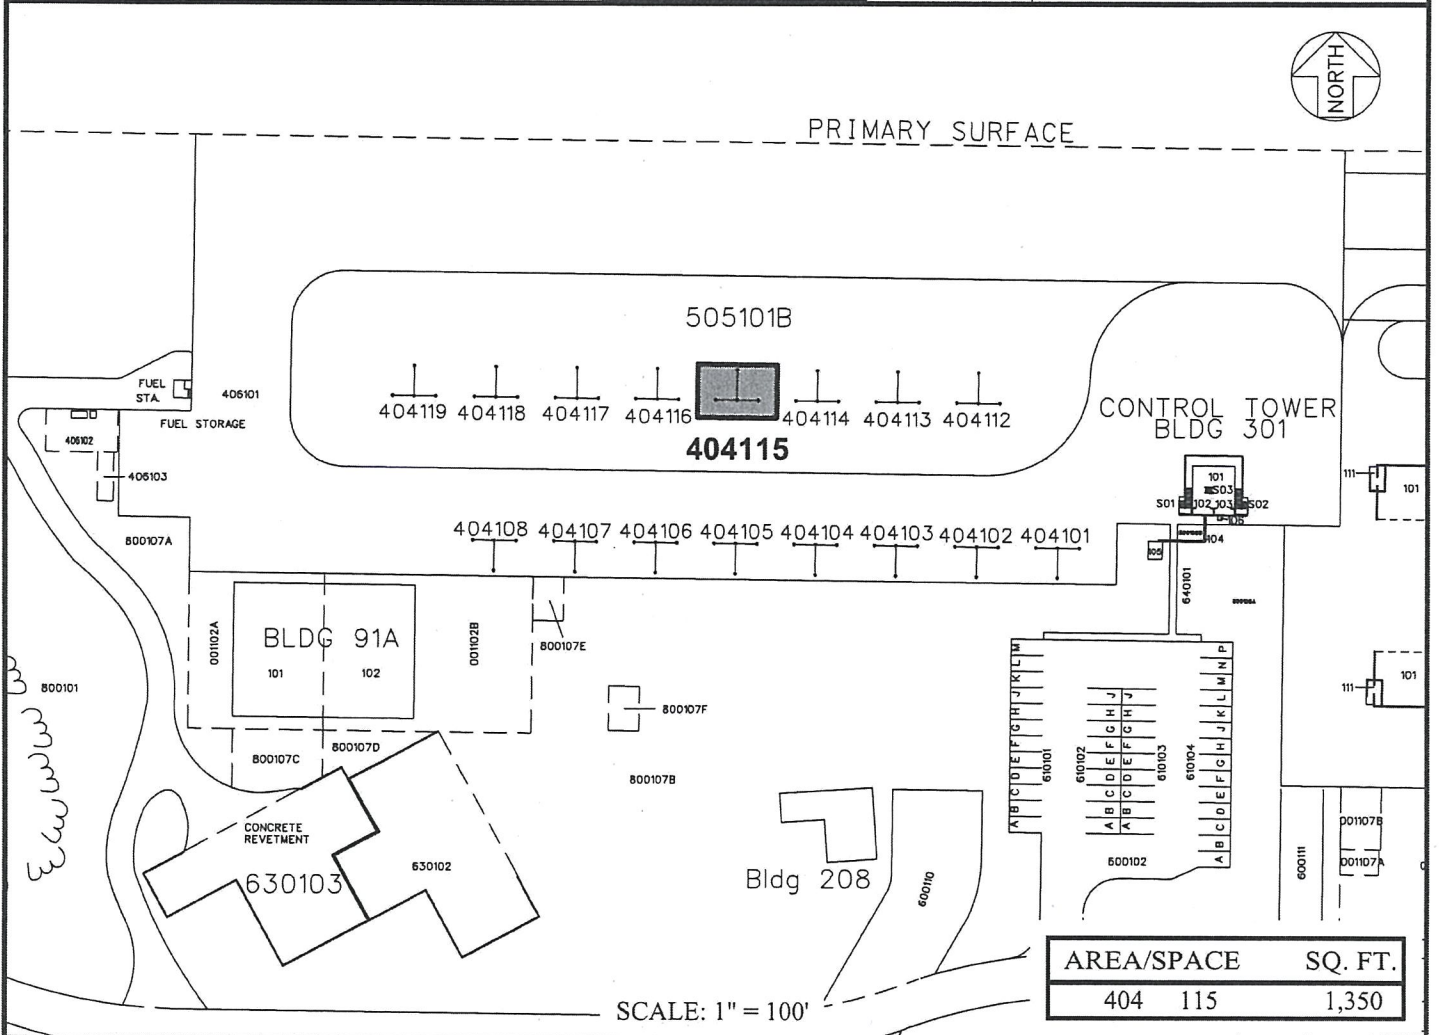 NORTH
PRIMARY SURFACE
505101B
FUEL STA.
406101
FUEL STORAGE
406102
406103
404119 404118 404117 404116 404114 404113 404112
404115
CONTROL TOWER
BLDG 301
101
S03
S01 102 103 S02
106
104
105
111
101
800107A
404108 404107 404106 404105 404104 404103 404102 404101
640101
001102A
BLDG 91A
101 102
001102B
800107E
800101
800107F
111
101
800107C
800107D
800107B
M L K J H G F E D C B A
610101
610102
J H G F E D C B A
J H G F E D C B A
610103
610104
P N M L K J H G F E D C B A
CONCRETE
REVETMENT
630103
630102
Bldg 208
600110
600102
600111
001107B
001107A
SCALE: 1" = 100'
AREA/SPACE SQ. FT.
404 115 1,350